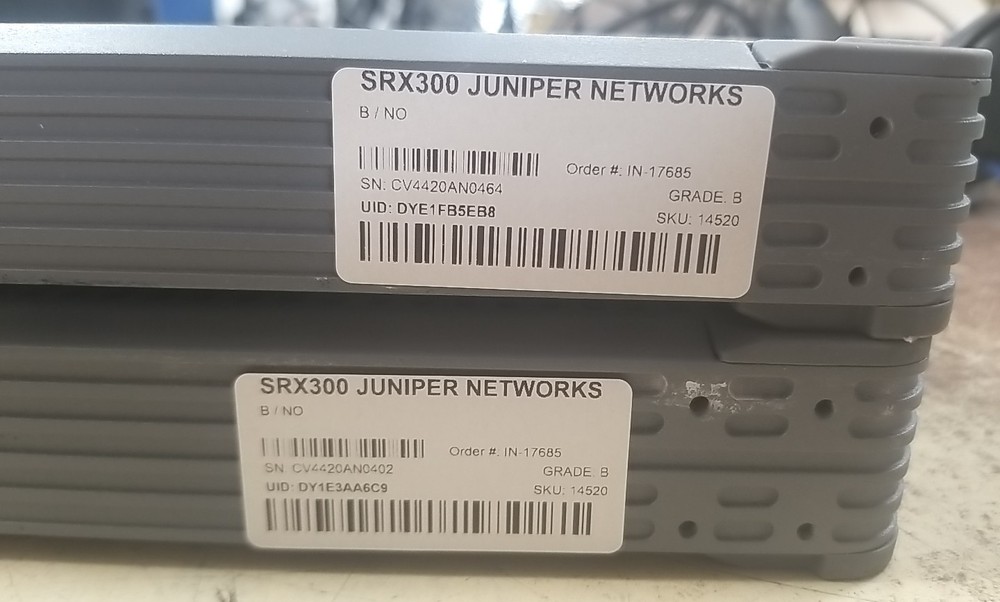 SRX300 JUNIPER NETWORKS
B / NO
Order #: IN-17685
SN: CV4420AN0464
GRADE: B
UID: DYE1FB5EB8
SKU: 14520
SRX300 JUNIPER NETWORKS
B / NO
Order #: IN-17685
SN: CV4420AN0402
GRADE: B
UID: DY1E3AA6C9
SKU: 14520